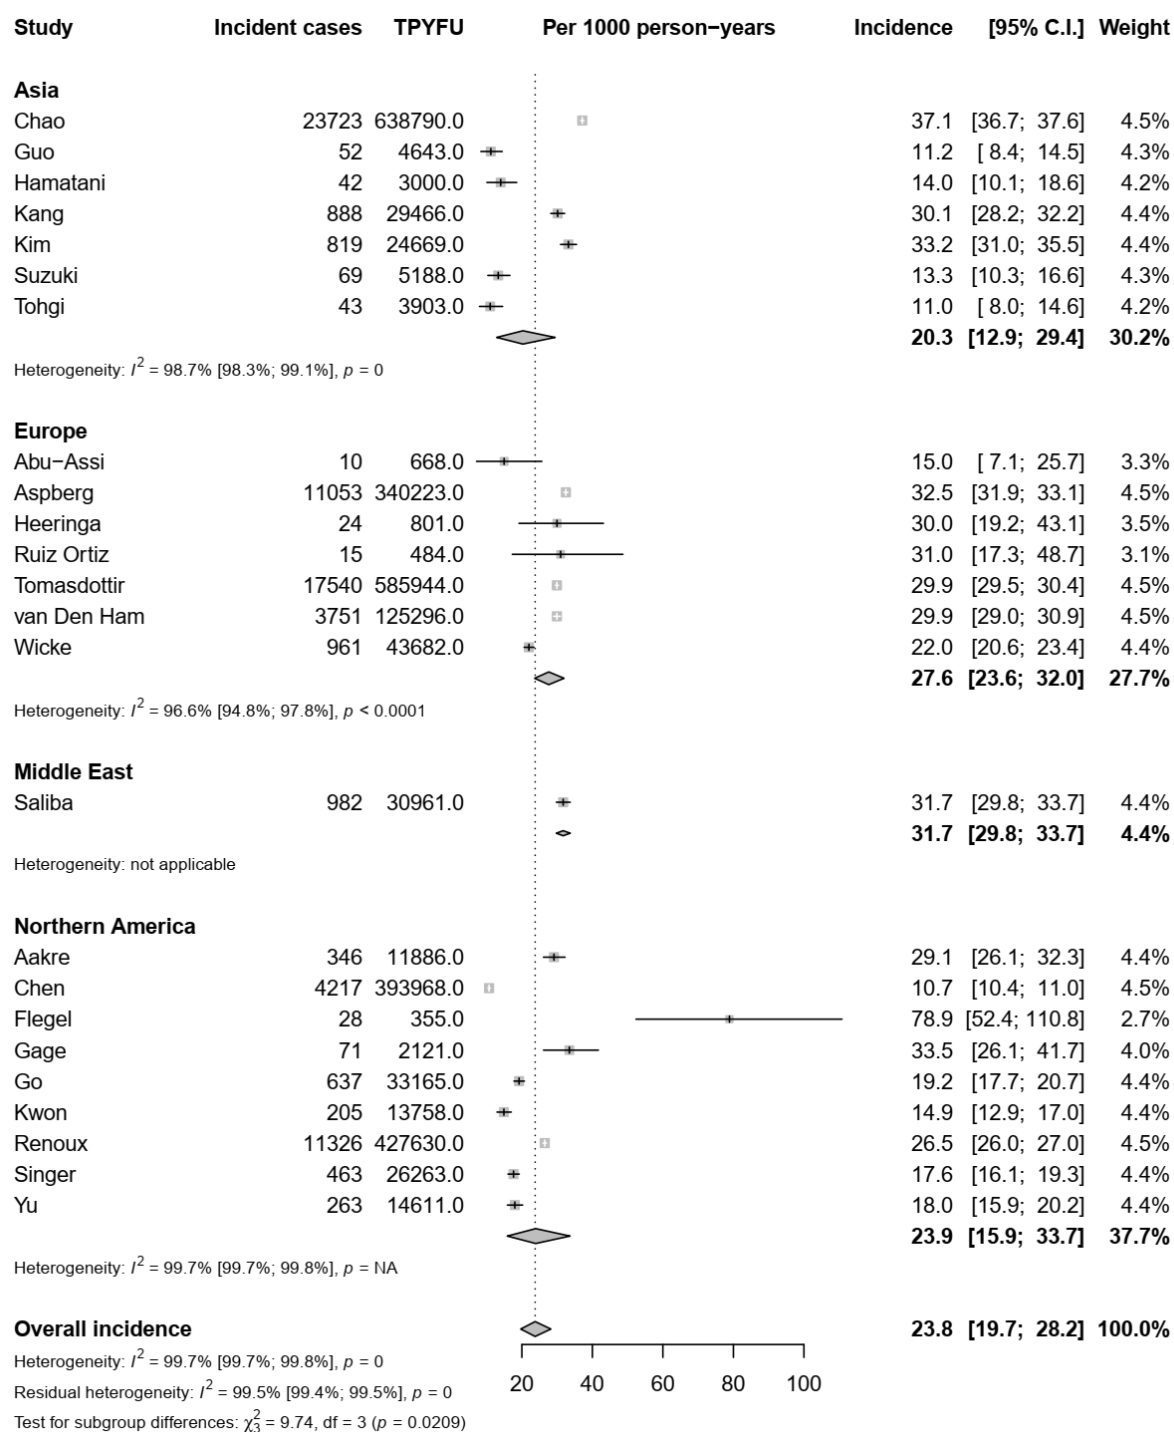 Study Incident cases TPYFU Per 1000 person−years Incidence [95% C.I.] Weight
Asia
Chao 23723 638790.0 37.1 [36.7; 37.6] 4.5%
Guo 52 4643.0 11.2 [ 8.4; 14.5] 4.3%
Hamatani 42 3000.0 14.0 [10.1; 18.6] 4.2%
Kang 888 29466.0 30.1 [28.2; 32.2] 4.4%
Kim 819 24669.0 33.2 [31.0; 35.5] 4.4%
Suzuki 69 5188.0 13.3 [10.3; 16.6] 4.3%
Tohgi 43 3903.0 11.0 [ 8.0; 14.6] 4.2%
20.3 [12.9; 29.4] 30.2%
Heterogeneity: I² = 98.7% [98.3%; 99.1%], p = 0
Europe
Abu−Assi 10 668.0 15.0 [ 7.1; 25.7] 3.3%
Aspberg 11053 340223.0 32.5 [31.9; 33.1] 4.5%
Heeringa 24 801.0 30.0 [19.2; 43.1] 3.5%
Ruiz Ortiz 15 484.0 31.0 [17.3; 48.7] 3.1%
Tomasdottir 17540 585944.0 29.9 [29.5; 30.4] 4.5%
van Den Ham 3751 125296.0 29.9 [29.0; 30.9] 4.5%
Wicke 961 43682.0 22.0 [20.6; 23.4] 4.4%
27.6 [23.6; 32.0] 27.7%
Heterogeneity: I² = 96.6% [94.8%; 97.8%], p < 0.0001
Middle East
Saliba 982 30961.0 31.7 [29.8; 33.7] 4.4%
31.7 [29.8; 33.7] 4.4%
Heterogeneity: not applicable
Northern America
Aakre 346 11886.0 29.1 [26.1; 32.3] 4.4%
Chen 4217 393968.0 10.7 [10.4; 11.0] 4.5%
Flegel 28 355.0 78.9 [52.4; 110.8] 2.7%
Gage 71 2121.0 33.5 [26.1; 41.7] 4.0%
Go 637 33165.0 19.2 [17.7; 20.7] 4.4%
Kwon 205 13758.0 14.9 [12.9; 17.0] 4.4%
Renoux 11326 427630.0 26.5 [26.0; 27.0] 4.5%
Singer 463 26263.0 17.6 [16.1; 19.3] 4.4%
Yu 263 14611.0 18.0 [15.9; 20.2] 4.4%
23.9 [15.9; 33.7] 37.7%
Heterogeneity: I² = 99.7% [99.7%; 99.8%], p = NA
Overall incidence 23.8 [19.7; 28.2] 100.0%
Heterogeneity: I² = 99.7% [99.7%; 99.8%], p = 0
Residual heterogeneity: I² = 99.5% [99.4%; 99.5%], p = 0
20 40 60 80 100
Test for subgroup differences: χ²₃ = 9.74, df = 3 (p = 0.0209)